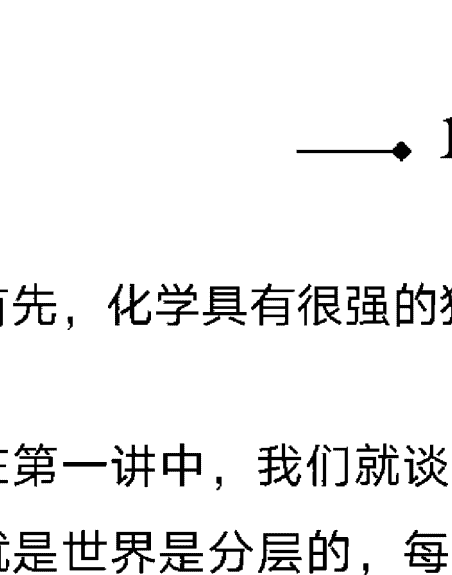 先，化学具有很强的
第一讲中，我们就谈
是世界是分层的，每